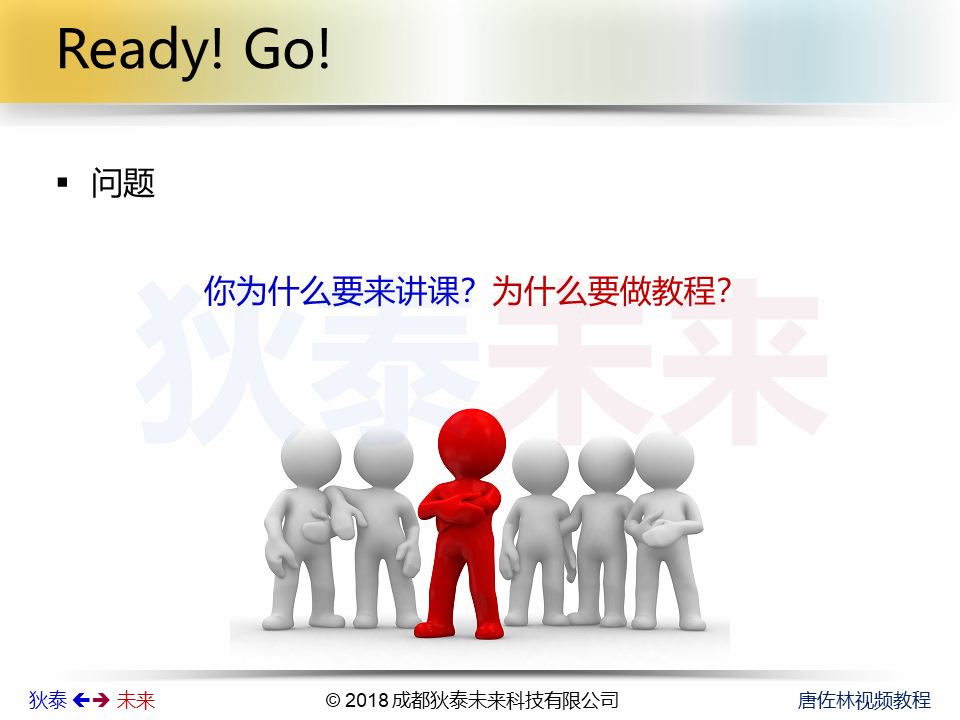 Ready! Go!
▪ 问题
你为什么要来讲课？为什么要做教程？
狄泰未来
狄泰 🡸🡺 未来
© 2018 成都狄泰未来科技有限公司
唐佐林视频教程